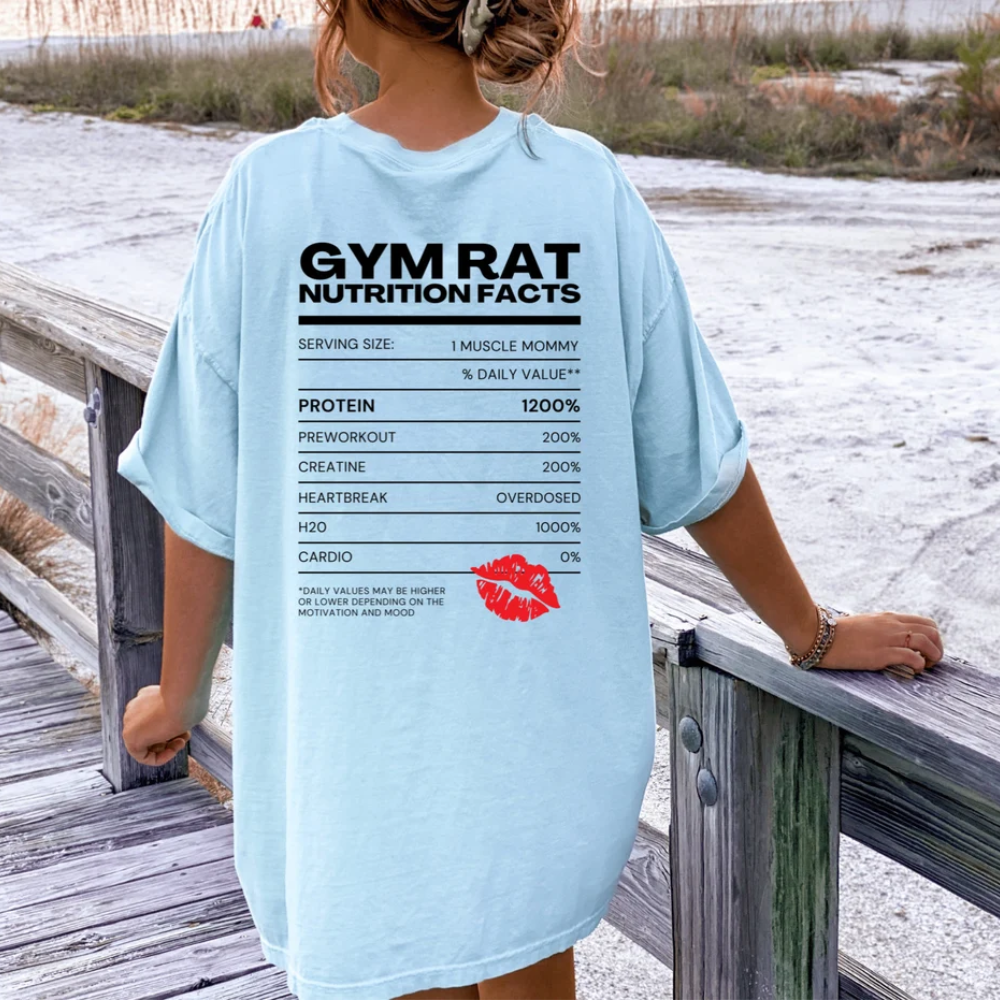 GYM RAT
NUTRITION FACTS
SERVING SIZE: 1 MUSCLE MOMMY
% DAILY VALUE**
PROTEIN 1200%
PREWORKOUT 200%
CREATINE 200%
HEARTBREAK OVERDOSED
H20 1000%
CARDIO 0%
*DAILY VALUES MAY BE HIGHER
OR LOWER DEPENDING ON THE
MOTIVATION AND MOOD